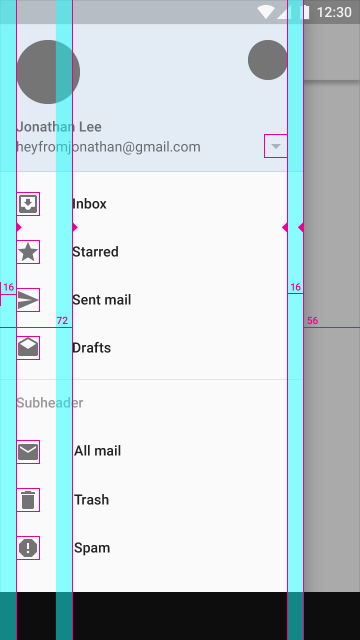 12:30
Jonathan Lee
heyfromjonathan@gmail.com
Inbox
Starred
16
16
Sent mail
72
56
Drafts
Subheader
All mail
Trash
Spam